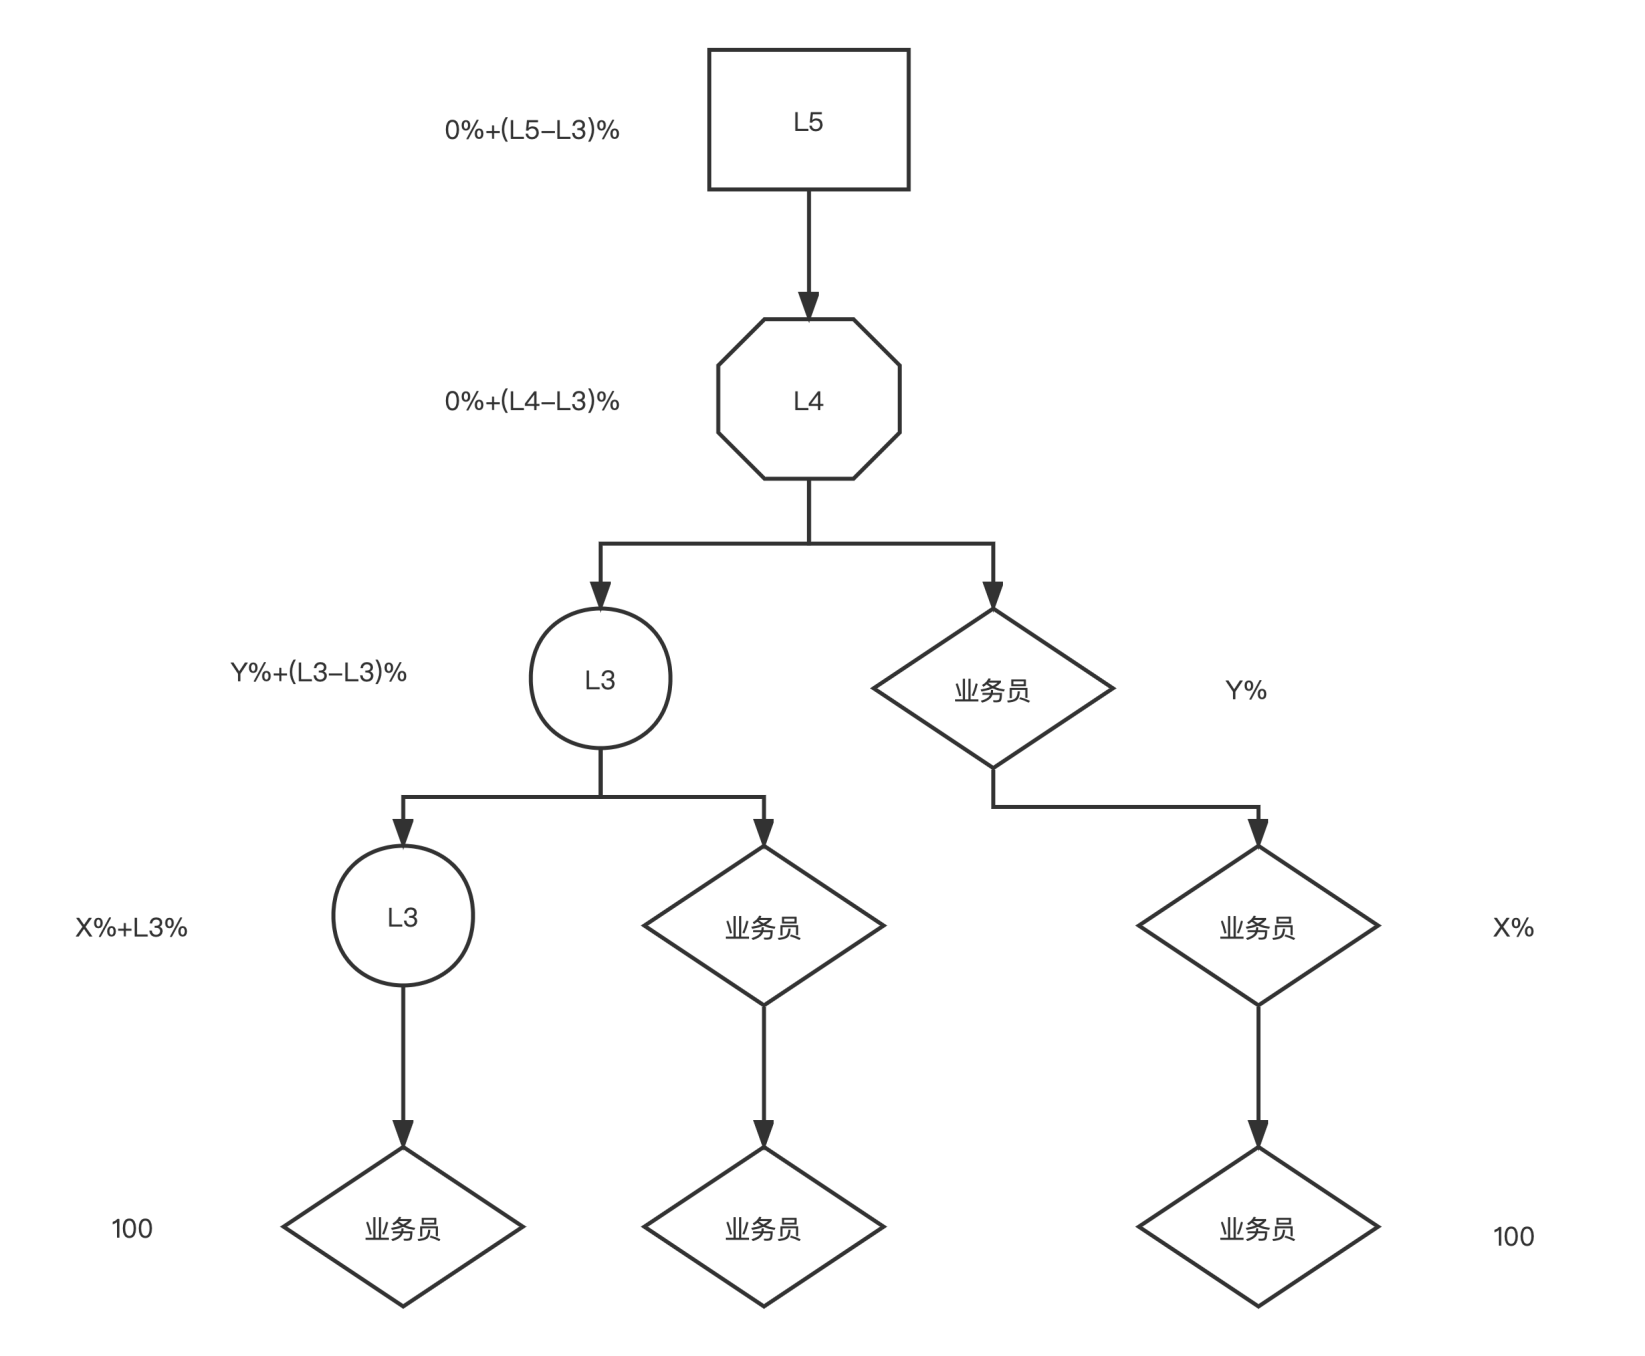 L5
0%+(L5-L3)%
L4
0%+(L4-L3)%
Y%+(L3-L3)%
L3
业务员
Y%
X%+L3%
L3
业务员
业务员
X%
100
业务员
业务员
业务员
100